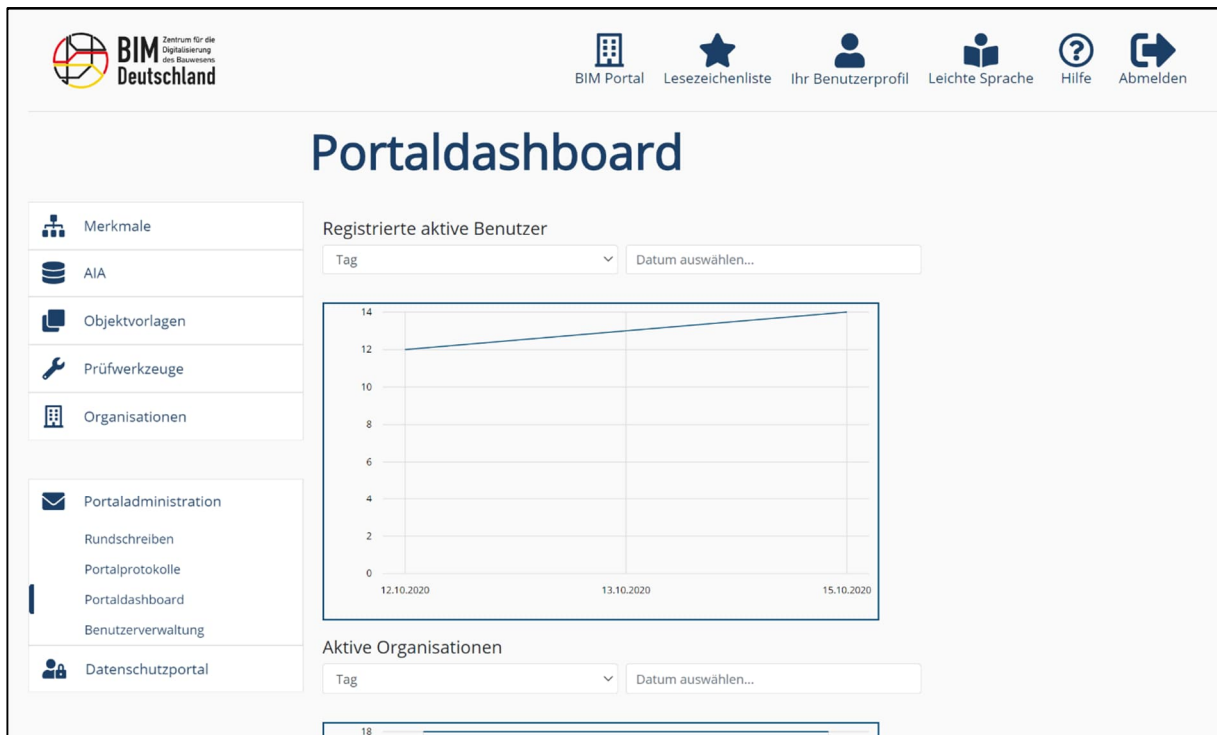 BIM Zentrum für die
Digitalisierung
des Bauwesens
Deutschland
BIM Portal
Lesezeichenliste
Ihr Benutzerprofil
Leichte Sprache
Hilfe
Abmelden
Portaldashboard
Merkmale
AIA
Objektvorlagen
Prüfwerkzeuge
Organisationen
Portaladministration
Rundschreiben
Portalprotokolle
Portaldashboard
Benutzerverwaltung
Datenschutzportal
Registrierte aktive Benutzer
Tag
Datum auswählen...
14
12
10
8
6
4
2
0
12.10.2020
13.10.2020
15.10.2020
Aktive Organisationen
Tag
Datum auswählen...
18